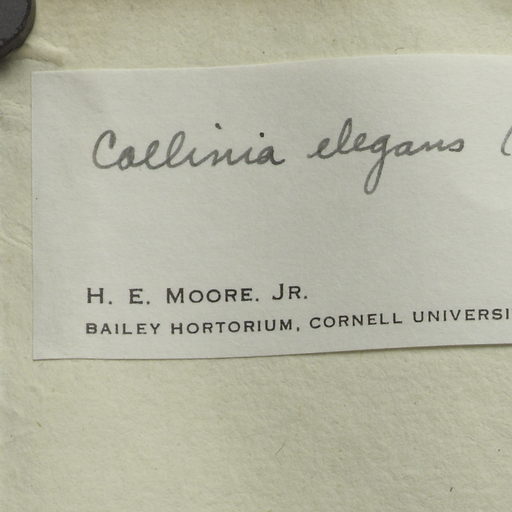 Collinia elegans (
H. E. MOORE. JR.
BAILEY HORTORIUM, CORNELL UNIVERSI